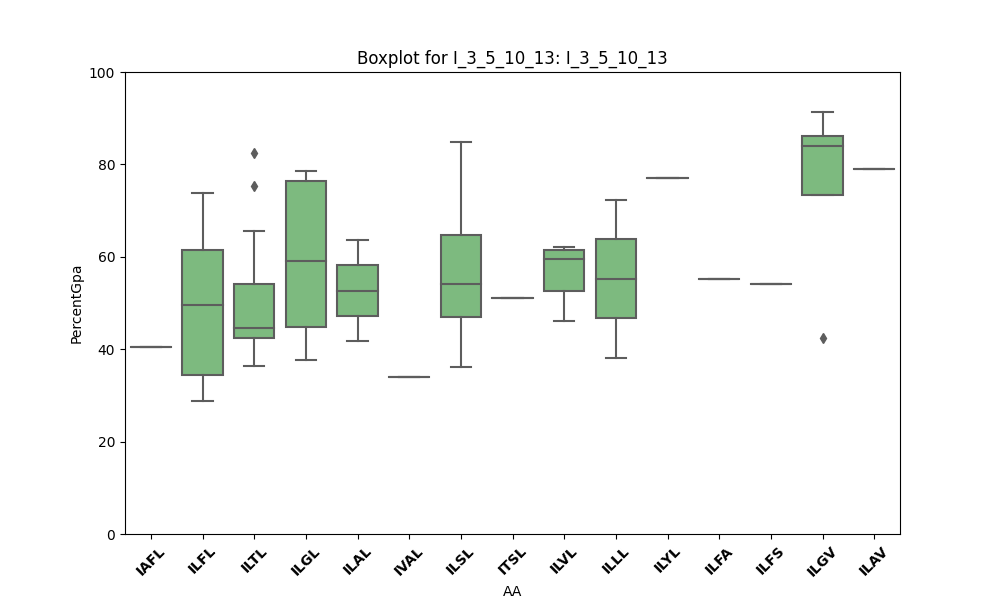 Boxplot for I_3_5_10_13: I_3_5_10_13
100
80
60
40
20
0
PercentGpa
IAFL
ILFL
ILTL
ILGL
ILAL
IVAL
ILSL
ITSL
ILVL
ILLL
ILYL
ILFA
ILFS
ILGV
ILAV
AA